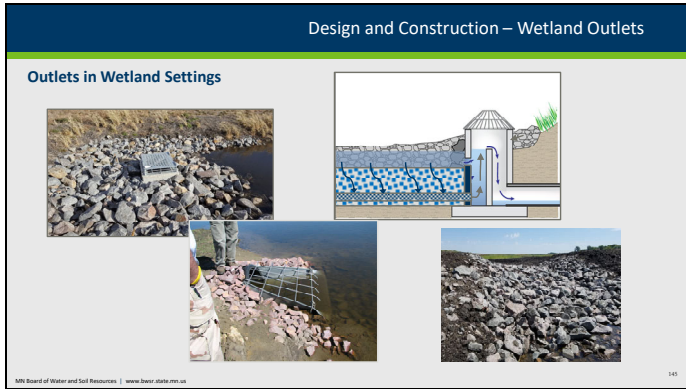 Design and Construction – Wetland Outlets
Outlets in Wetland Settings
MN Board of Water and Soil Resources | www.bwsr.state.mn.us
145